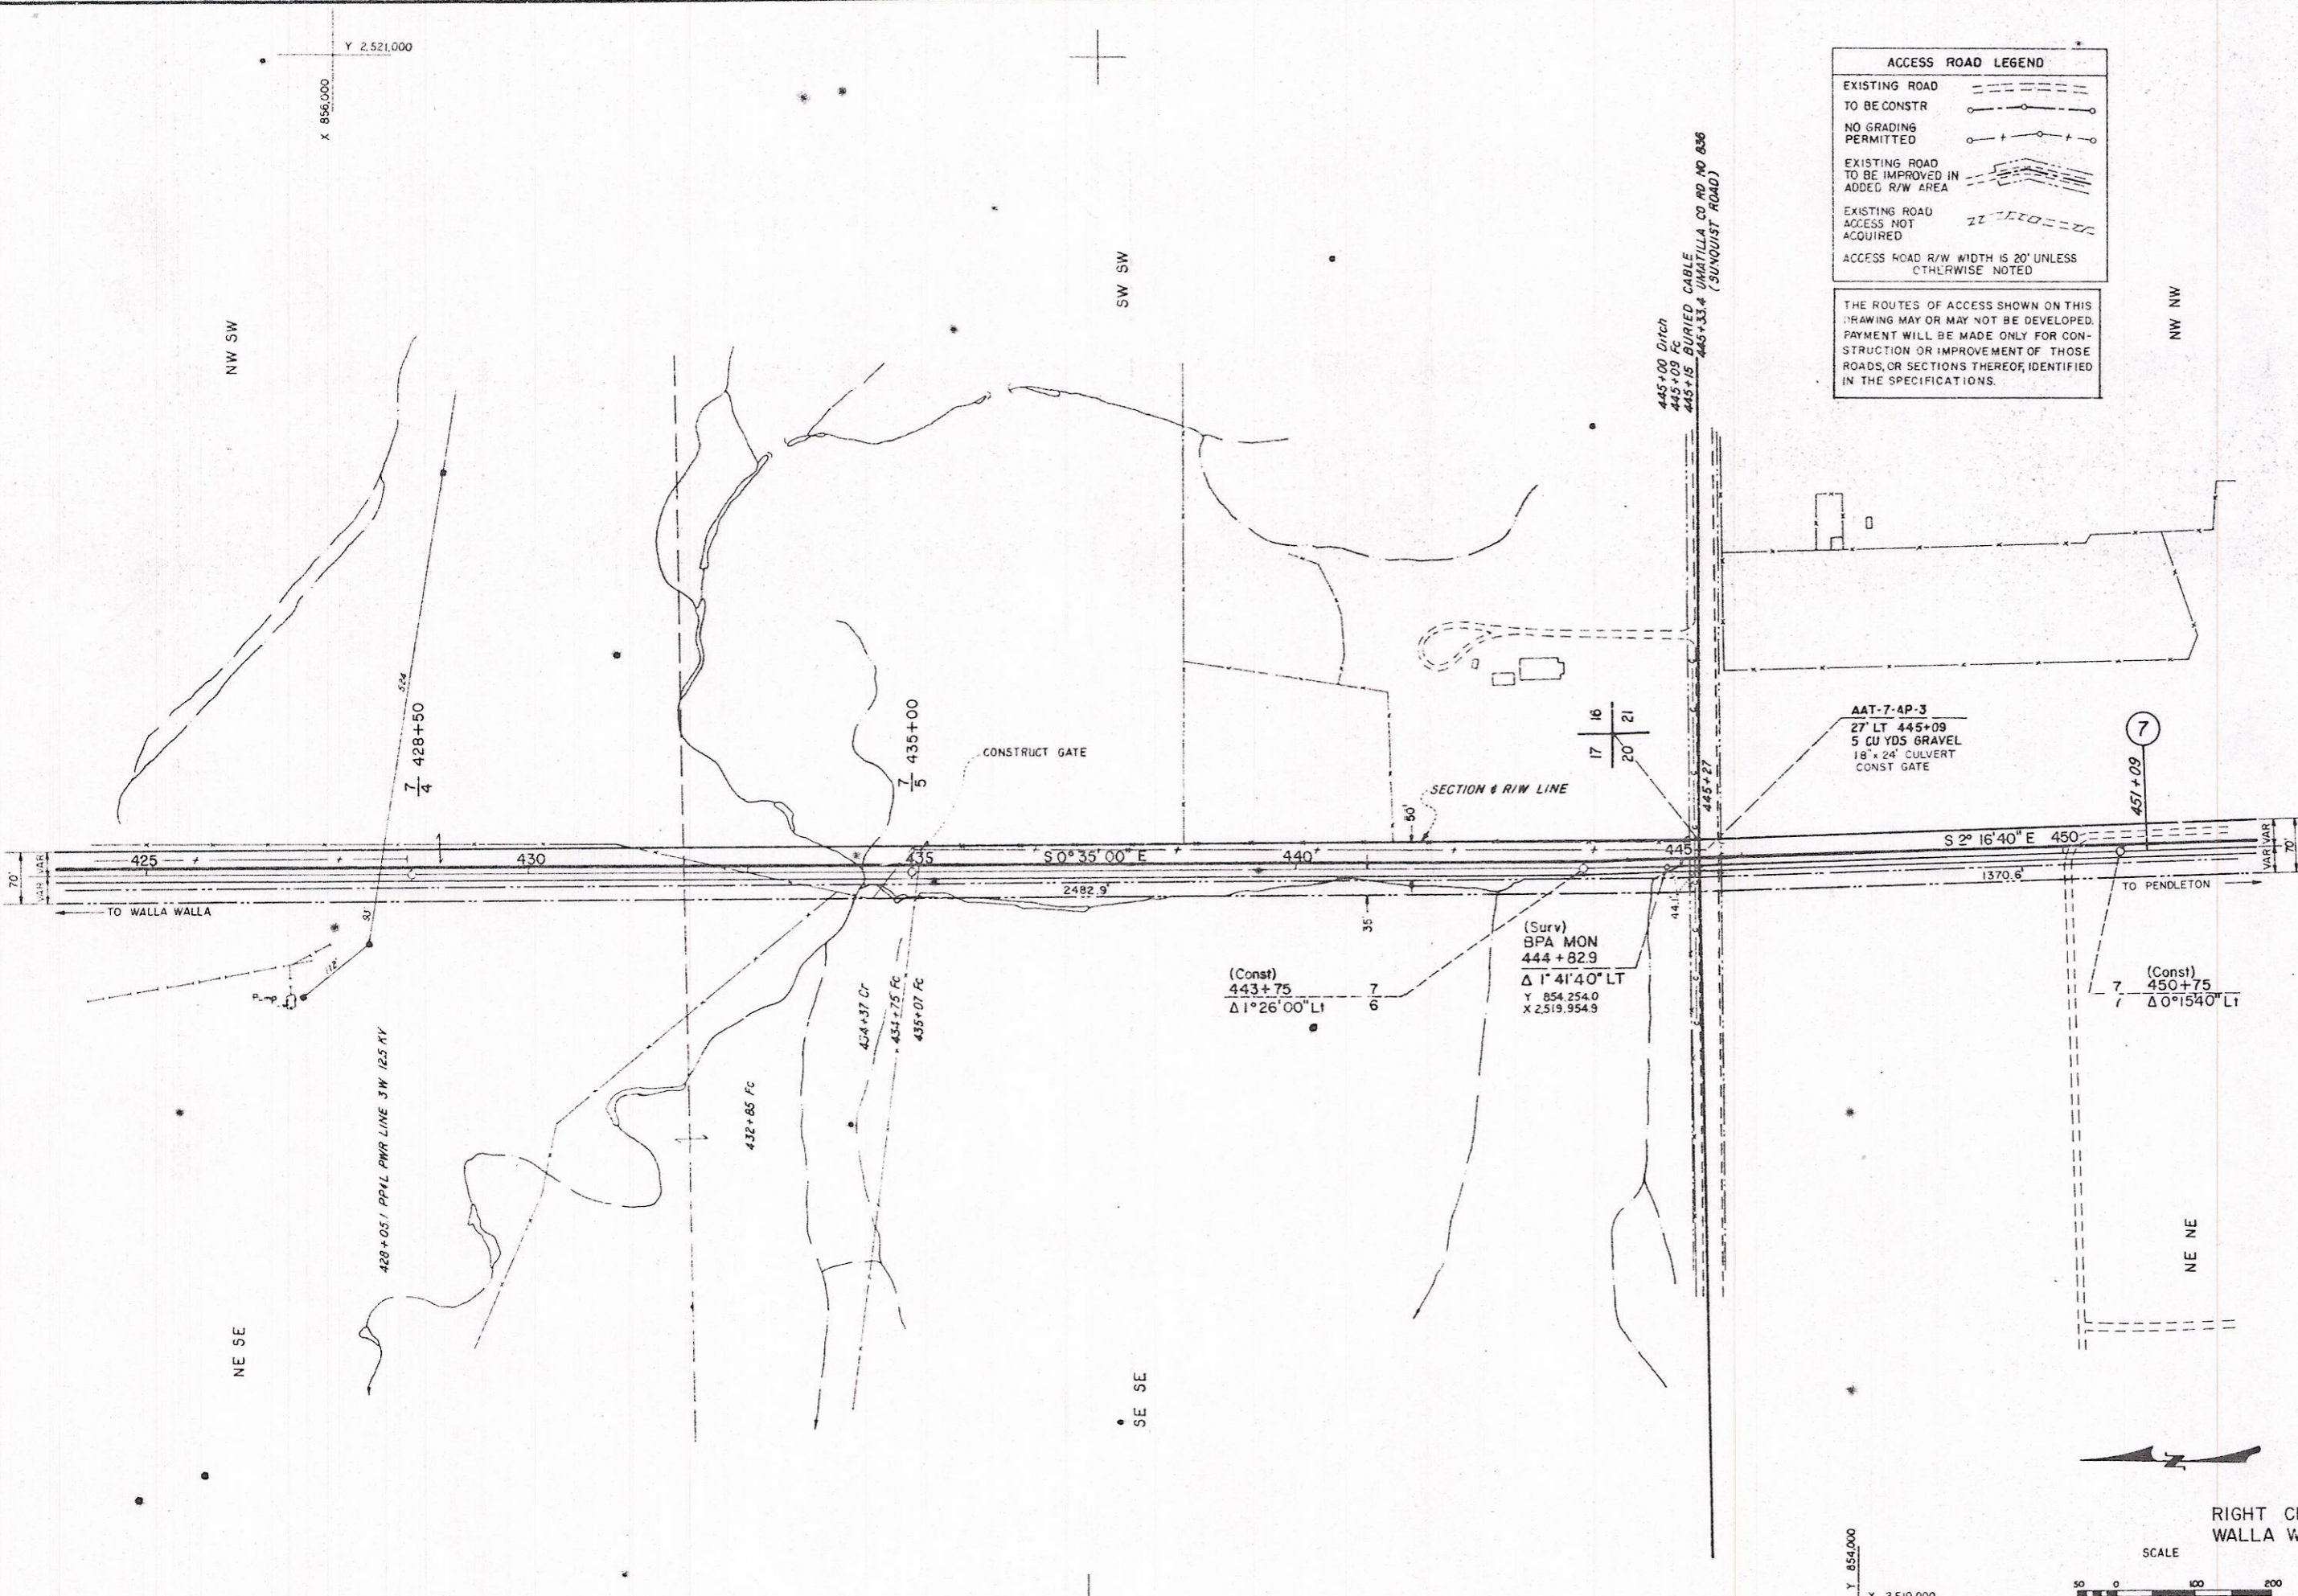 Y 2,521,000
X 856,000
ACCESS ROAD LEGEND
EXISTING ROAD
TO BE CONSTR
NO GRADING
PERMITTED
EXISTING ROAD
TO BE IMPROVED IN
ADDED R/W AREA
EXISTING ROAD
ACCESS NOT
ACQUIRED
ACCESS ROAD R/W WIDTH IS 20' UNLESS
OTHERWISE NOTED
THE ROUTES OF ACCESS SHOWN ON THIS
DRAWING MAY OR MAY NOT BE DEVELOPED.
PAYMENT WILL BE MADE ONLY FOR CON-
STRUCTION OR IMPROVEMENT OF THOSE
ROADS, OR SECTIONS THEREOF, IDENTIFIED
IN THE SPECIFICATIONS.
NW SW
SW SW
NW NW
445+00 Ditch
445+09 Fc
445+15 BURIED CABLE
445+33.4 UMATILLA CO RD NO 836
(SUNQUIST ROAD)
524
7
4
428+50
7
5
435+00
CONSTRUCT GATE
SECTION & R/W LINE
50'
16
21
17
20
445+27
AAT-7-AP-3
27' LT 445+09
5 CU YDS GRAVEL
18" x 24' CULVERT
CONST GATE
7
451+09
425
430
435
S 0° 35' 00" E
440
445
S 2° 16' 40" E
450
70'
VAR
VAR
2482.9'
1370.6'
VAR
VAR
70'
TO WALLA WALLA
TO PENDLETON
93'
112'
Pump
35'
44.1'
(Const)
443+75
7
Δ 1° 26' 00" Lt
6
(Surv)
BPA MON
444+82.9
Δ 1° 41' 40" LT
Y 854,254.0
X 2,519,954.9
(Const)
7
450+75
7
Δ 0° 15' 40" Lt
428+05.1 PP&L PWR LINE 3W 12.5 KV
432+85 Fc
434+37 Cr
434+75 Fc
435+07 Fc
NE SE
SE SE
NE NE
RIGHT
WALLA
SCALE
50
0
100
200
Y 854,000